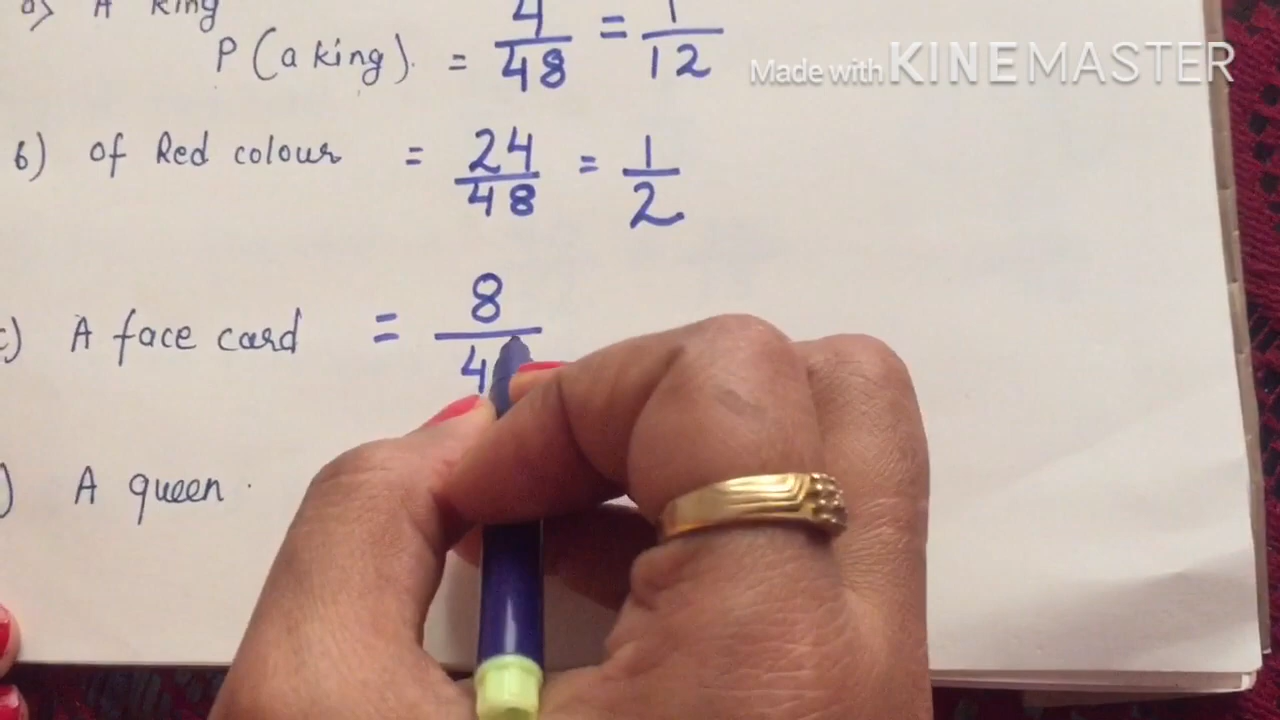 a) A king
P (a king). = 4/48 = 1/12
Made with KINEMASTER
b) of Red colour = 24/48 = 1/2
c) A face card = 8/4
) A queen .